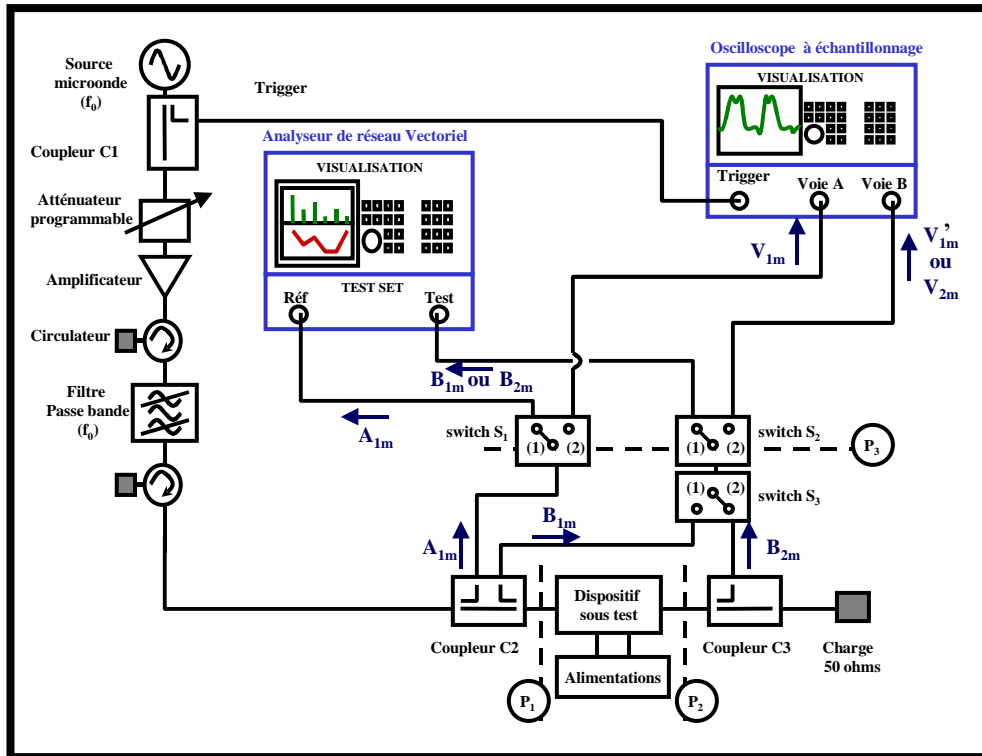 Source
microonde
(f0)
Coupleur C1
Trigger
Atténuateur
programmable
Amplificateur
Circulateur
Filtre
Passe bande
(f0)
Analyseur de réseau Vectoriel
VISUALISATION
TEST SET
Réf
Test
Oscilloscope à échantillonnage
VISUALISATION
Trigger
Voie A
Voie B
V1m
V'1m
ou
V2m
B1m ou B2m
A1m
switch S1
(1)
(2)
(1)
(2)
switch S2
P3
(1)
(2)
switch S3
A1m
B1m
B2m
Coupleur C2
Dispositif
sous test
Alimentations
Coupleur C3
Charge
50 ohms
P1
P2